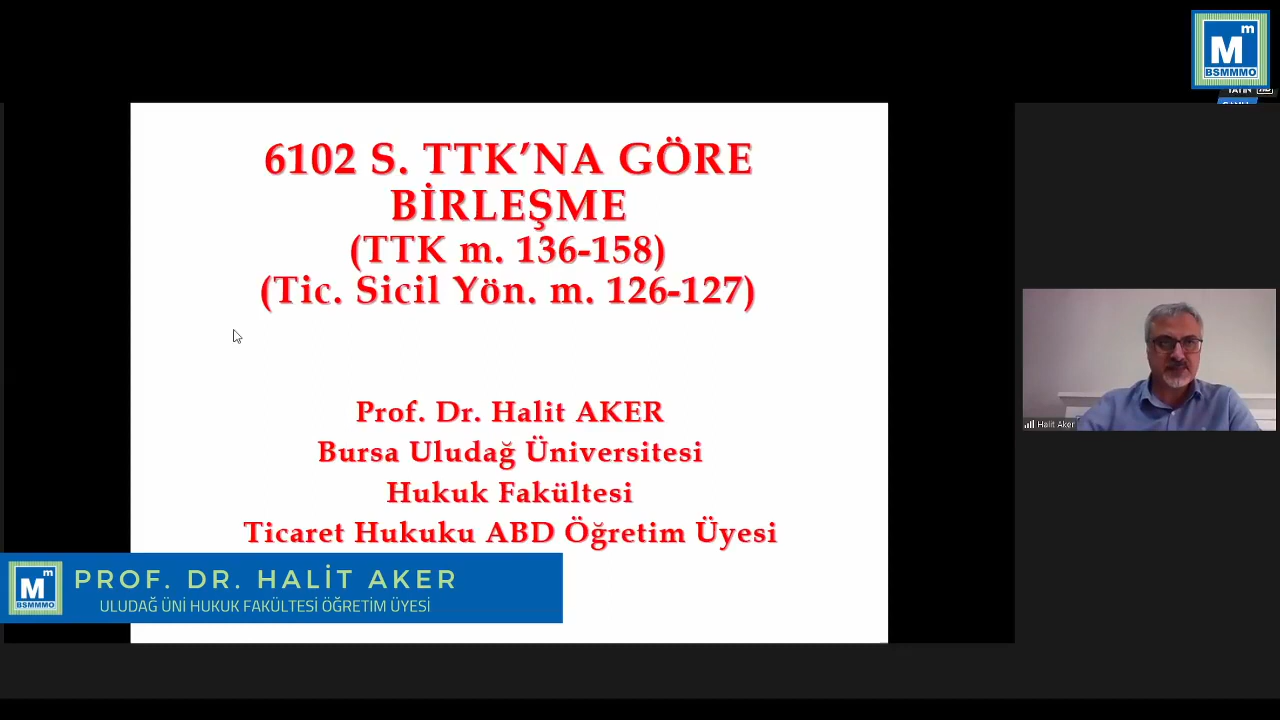 Mm
BSMMMO
6102 S. TTK’NA GÖRE
BİRLEŞME
(TTK m. 136-158)
(Tic. Sicil Yön. m. 126-127)
Prof. Dr. Halit AKER
Bursa Uludağ Üniversitesi
Hukuk Fakültesi
Ticaret Hukuku ABD Öğretim Üyesi
Halit Aker
Mm
BSMMMO
PROF. DR. HALİT AKER
ULUDAĞ ÜNİ HUKUK FAKÜLTESİ ÖĞRETİM ÜYESİ